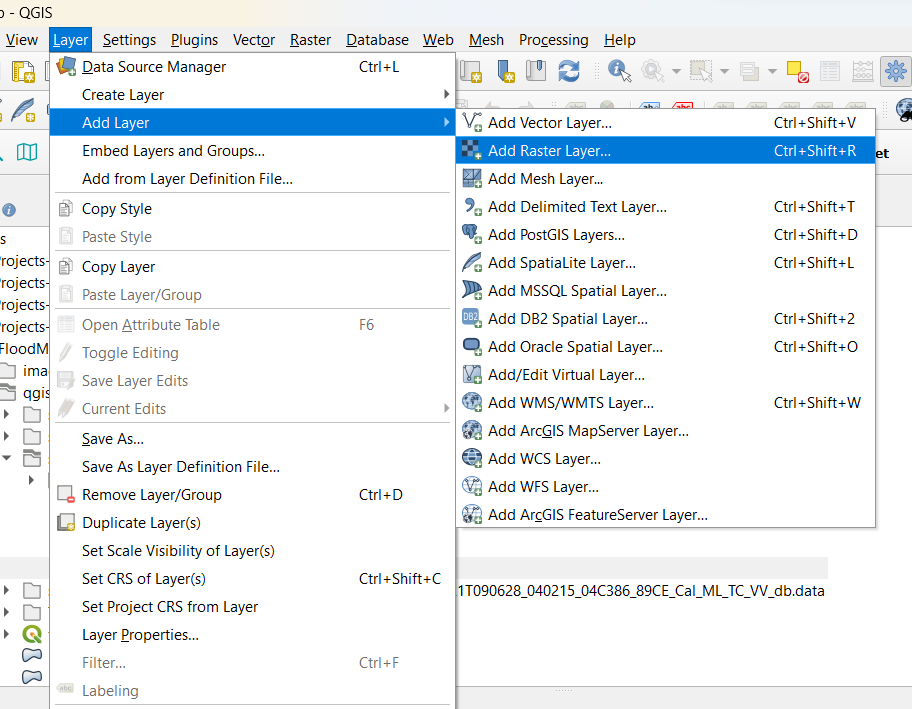 - QGIS
View Layer Settings Plugins Vector Raster Database Web Mesh Processing Help
Data Source Manager Ctrl+L
Create Layer
Add Layer
Embed Layers and Groups...
Add from Layer Definition File...
Copy Style
Paste Style
Copy Layer
Paste Layer/Group
Open Attribute Table F6
Toggle Editing
Save Layer Edits
Current Edits
Save As...
Save As Layer Definition File...
Remove Layer/Group Ctrl+D
Duplicate Layer(s)
Set Scale Visibility of Layer(s)
Set CRS of Layer(s) Ctrl+Shift+C
Set Project CRS from Layer
Layer Properties...
Filter... Ctrl+F
abc Labeling
Add Vector Layer... Ctrl+Shift+V
Add Raster Layer... Ctrl+Shift+R
Add Mesh Layer...
Add Delimited Text Layer... Ctrl+Shift+T
Add PostGIS Layers... Ctrl+Shift+D
Add SpatiaLite Layer... Ctrl+Shift+L
Add MSSQL Spatial Layer...
DB2 Add DB2 Spatial Layer... Ctrl+Shift+2
Add Oracle Spatial Layer... Ctrl+Shift+O
Add/Edit Virtual Layer...
Add WMS/WMTS Layer... Ctrl+Shift+W
Add ArcGIS MapServer Layer...
Add WCS Layer...
Add WFS Layer...
Add ArcGIS FeatureServer Layer...
et
s
rojects-
rojects-
rojects-
rojects-
FloodM
ima
qgis
1T090628_040215_04C386_89CE_Cal_ML_TC_VV_db.data